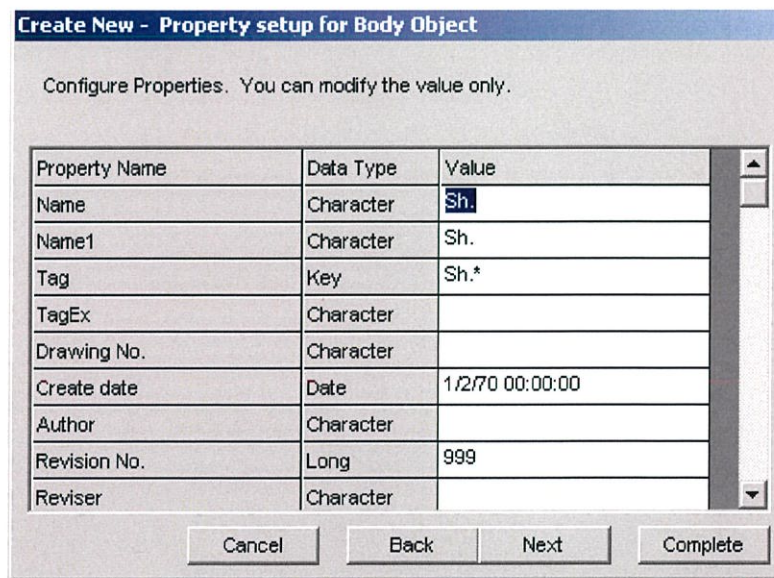 Create New - Property setup for Body Object
Configure Properties. You can modify the value only.
Property Name Data Type Value
Name Character Sh.
Name1 Character Sh.
Tag Key Sh.*
TagEx Character
Drawing No. Character
Create date Date 1/2/70 00:00:00
Author Character
Revision No. Long 999
Reviser Character
Cancel Back Next Complete